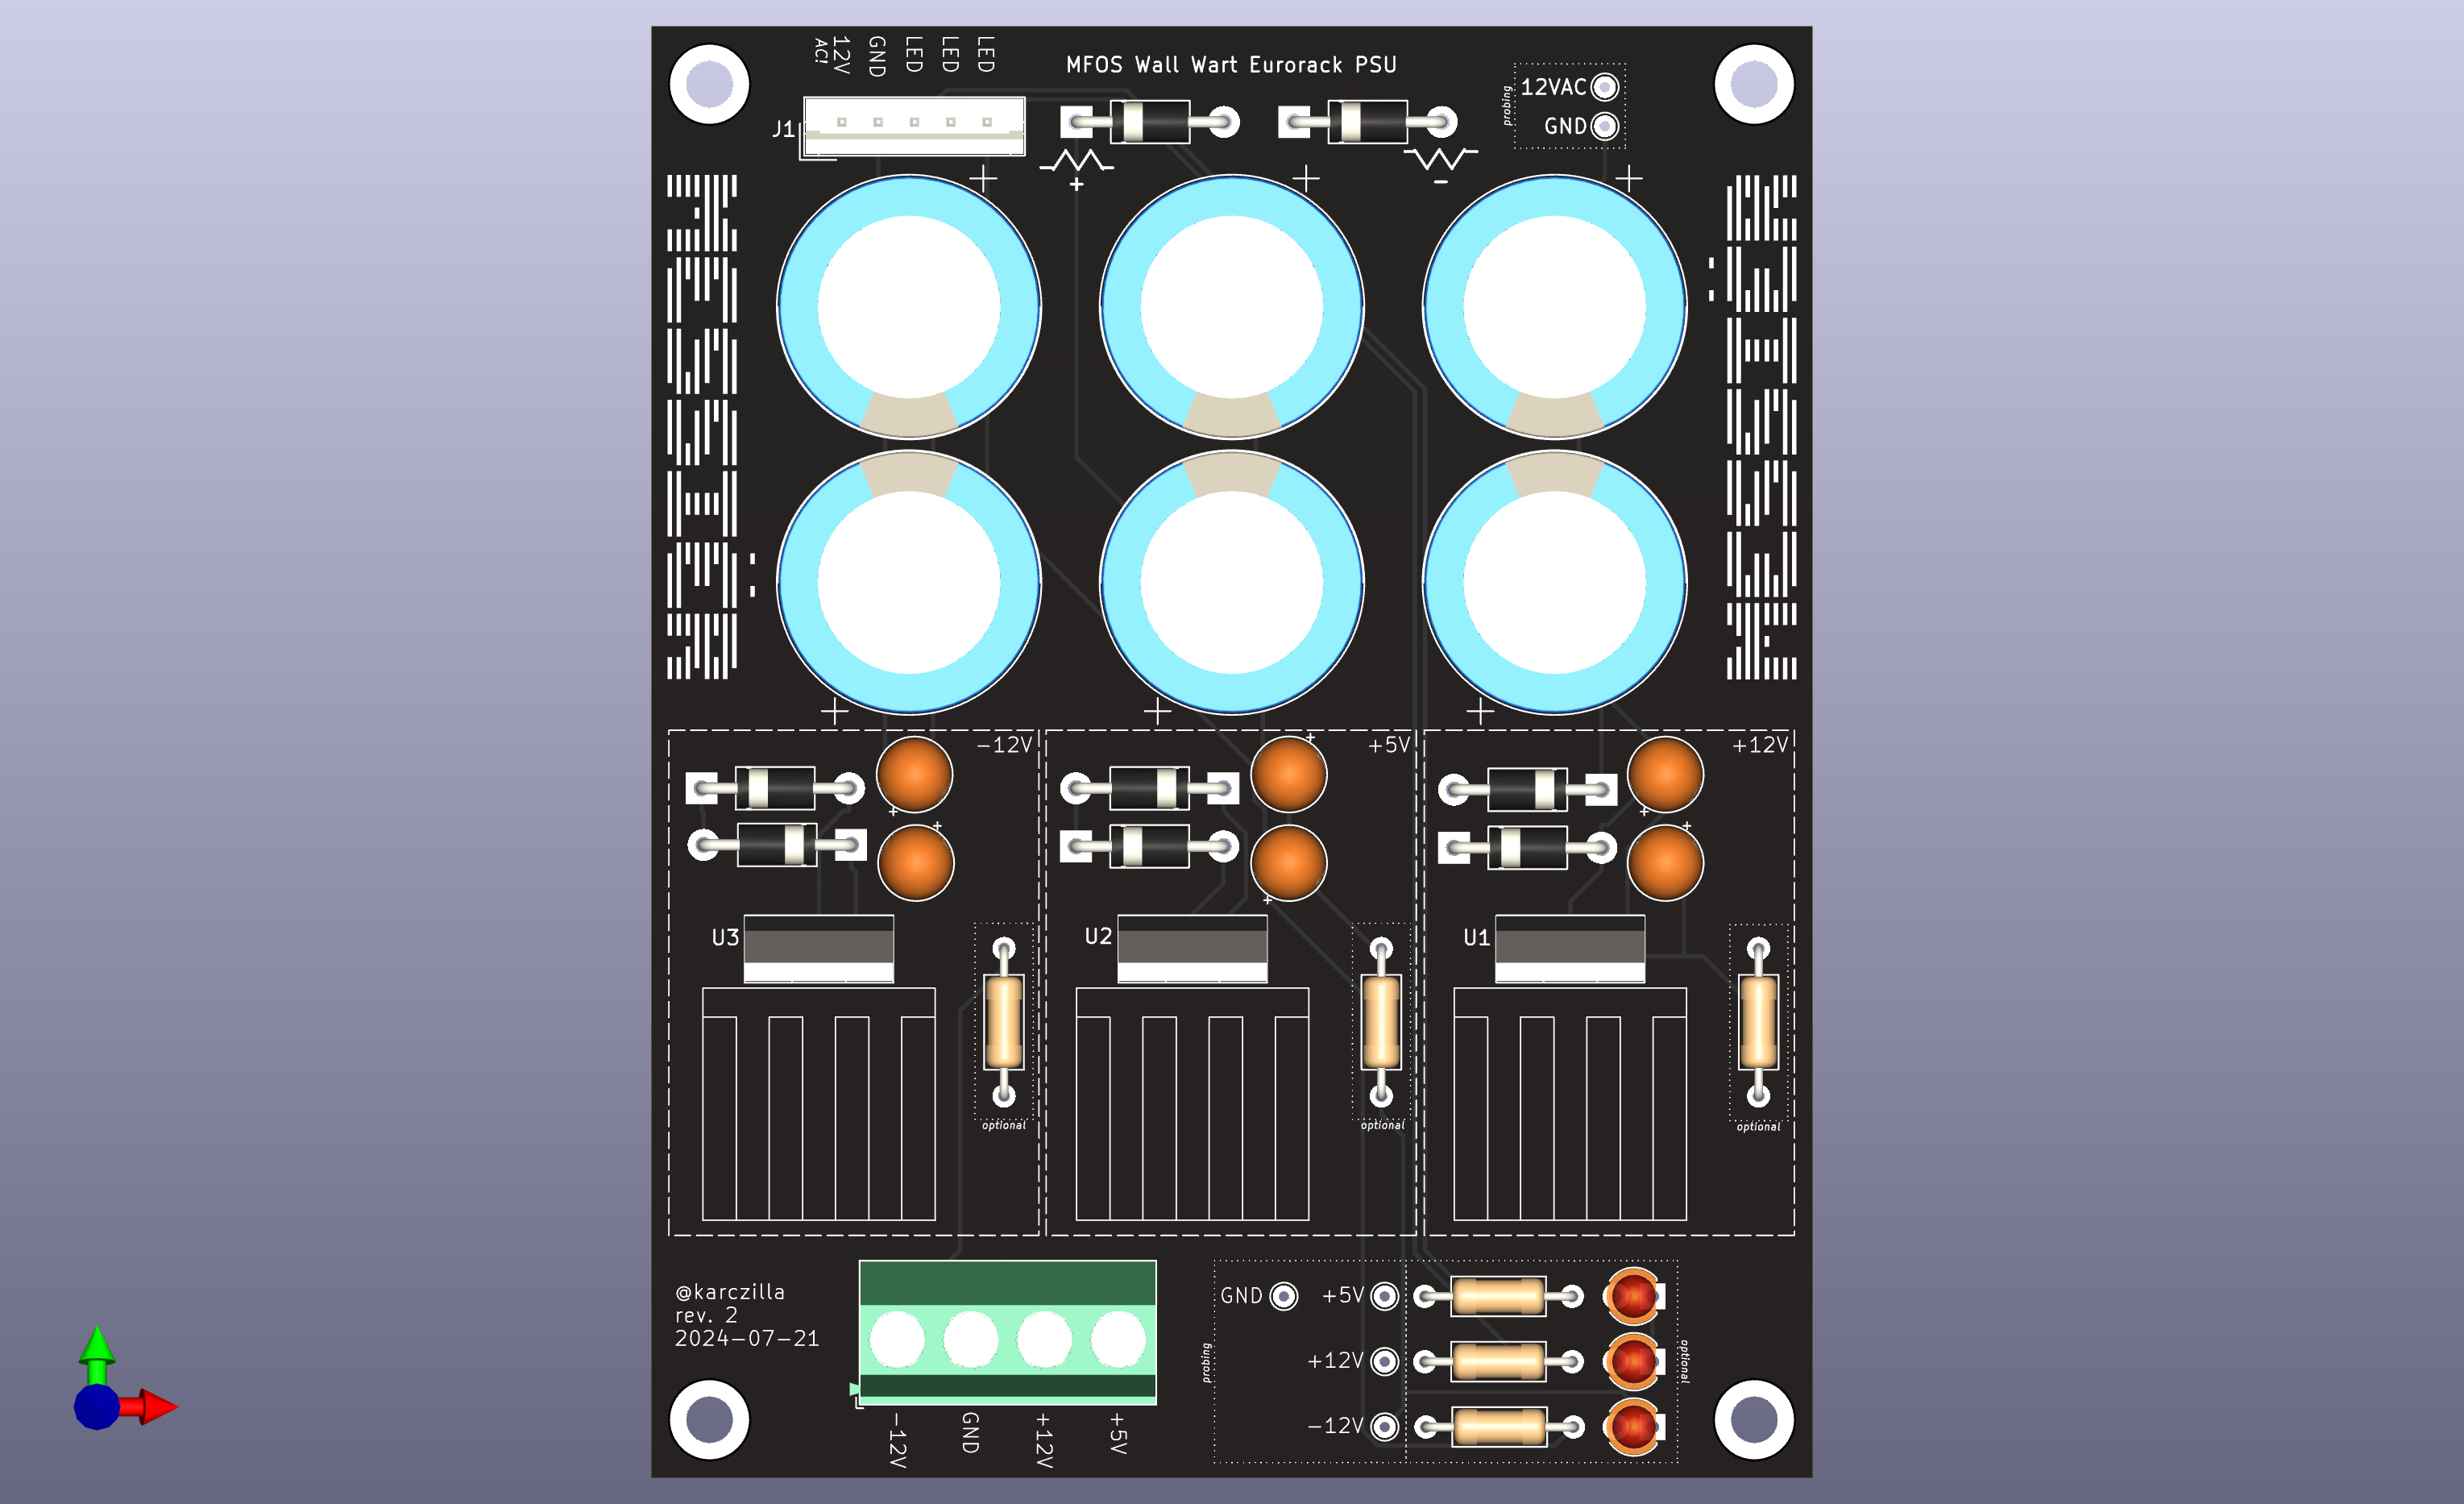 12V
AC!
GND
LED
LED
LED
MFOS Wall Wart Eurorack PSU
probing
12VAC
GND
J1
+
-
+
+
+
+
+
+
-12V
+5V
+12V
+
+
+
+
+
+
U3
U2
U1
optional
optional
optional
@karczilla
rev. 2
2024-07-21
-12V
GND
+12V
+5V
probing
GND
+5V
+12V
-12V
optional